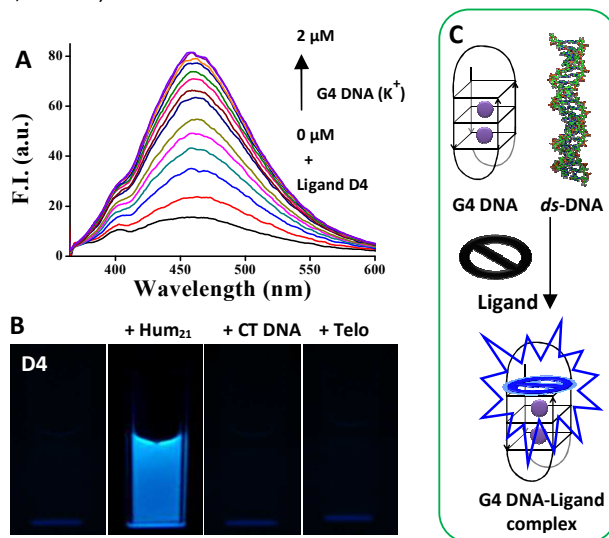 A
80
60
40
20
0
F.I. (a.u.)
2 µM
G4 DNA (K⁺)
0 µM
+
Ligand D4
400 450 500 550 600
Wavelength (nm)
B
+ Hum₂₁ + CT DNA + Telo
D4
C
G4 DNA ds-DNA
Ligand
G4 DNA-Ligand
complex